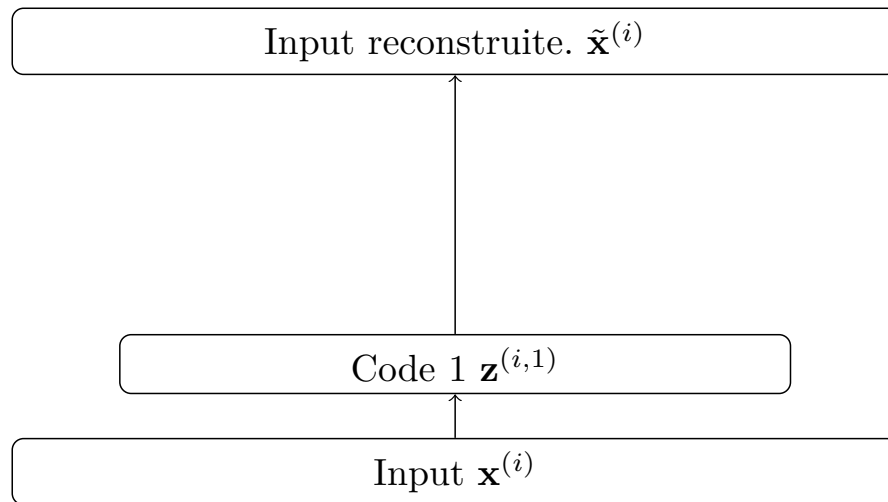 Input reconstruite. x̃⁽ⁱ⁾
Code 1 z⁽ⁱ,¹⁾
Input x⁽ⁱ⁾